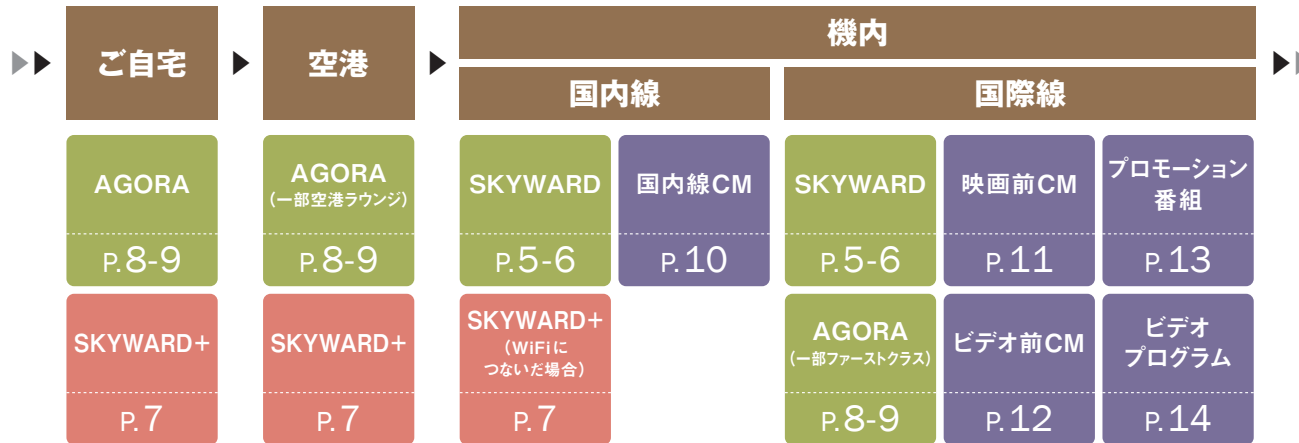 ご自宅
空港
機内
国内線
国際線
AGORA
P.8-9
AGORA
(一部空港ラウンジ)
P.8-9
SKYWARD
P.5-6
国内線CM
P.10
SKYWARD
P.5-6
映画前CM
P.11
プロモーション
番組
P.13
SKYWARD+
P.7
SKYWARD+
P.7
SKYWARD+
(WiFiに
つないだ場合)
P.7
AGORA
(一部ファーストクラス)
P.8-9
ビデオ前CM
P.12
ビデオ
プログラム
P.14